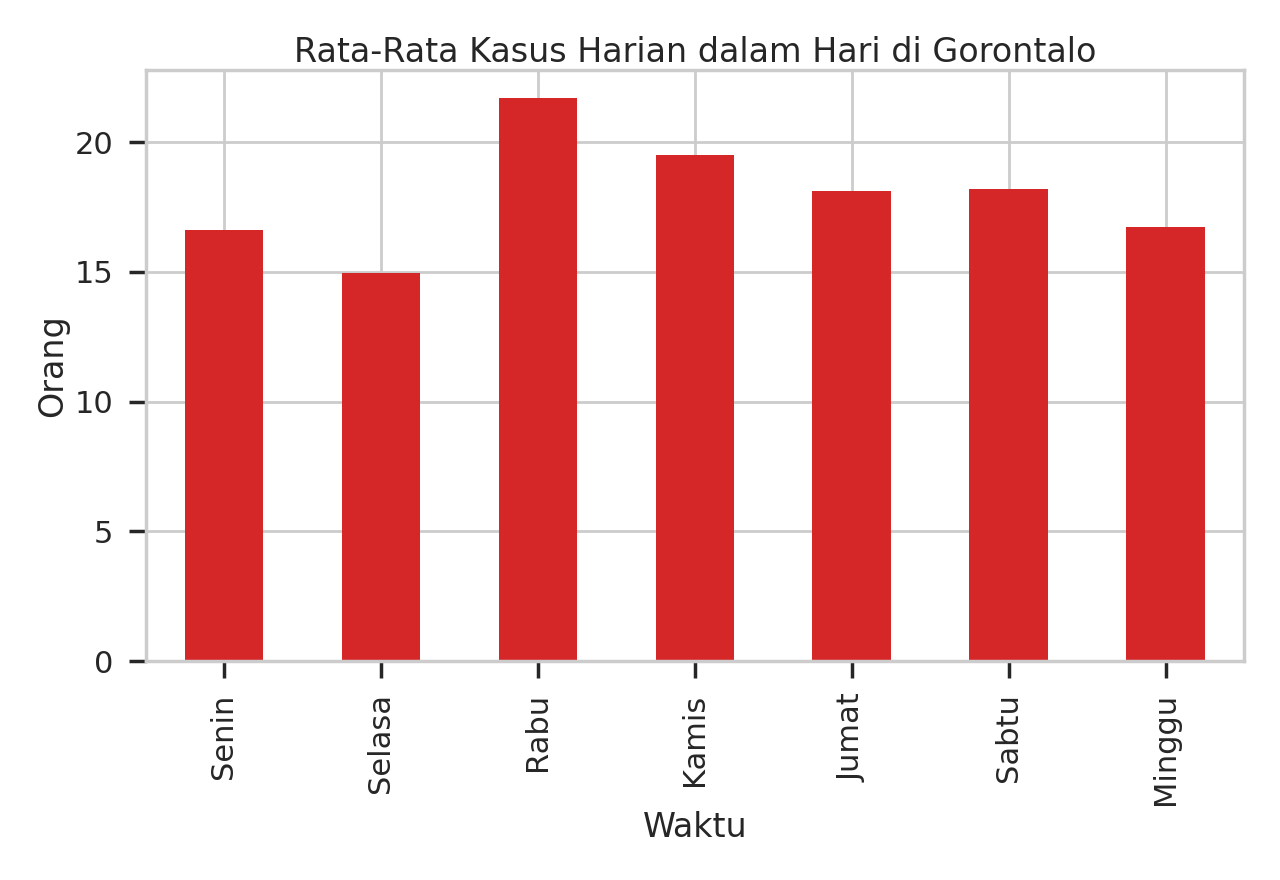 Rata-Rata Kasus Harian dalam Hari di Gorontalo
Orang
20
15
10
5
0
Senin
Selasa
Rabu
Kamis
Jumat
Sabtu
Minggu
Waktu